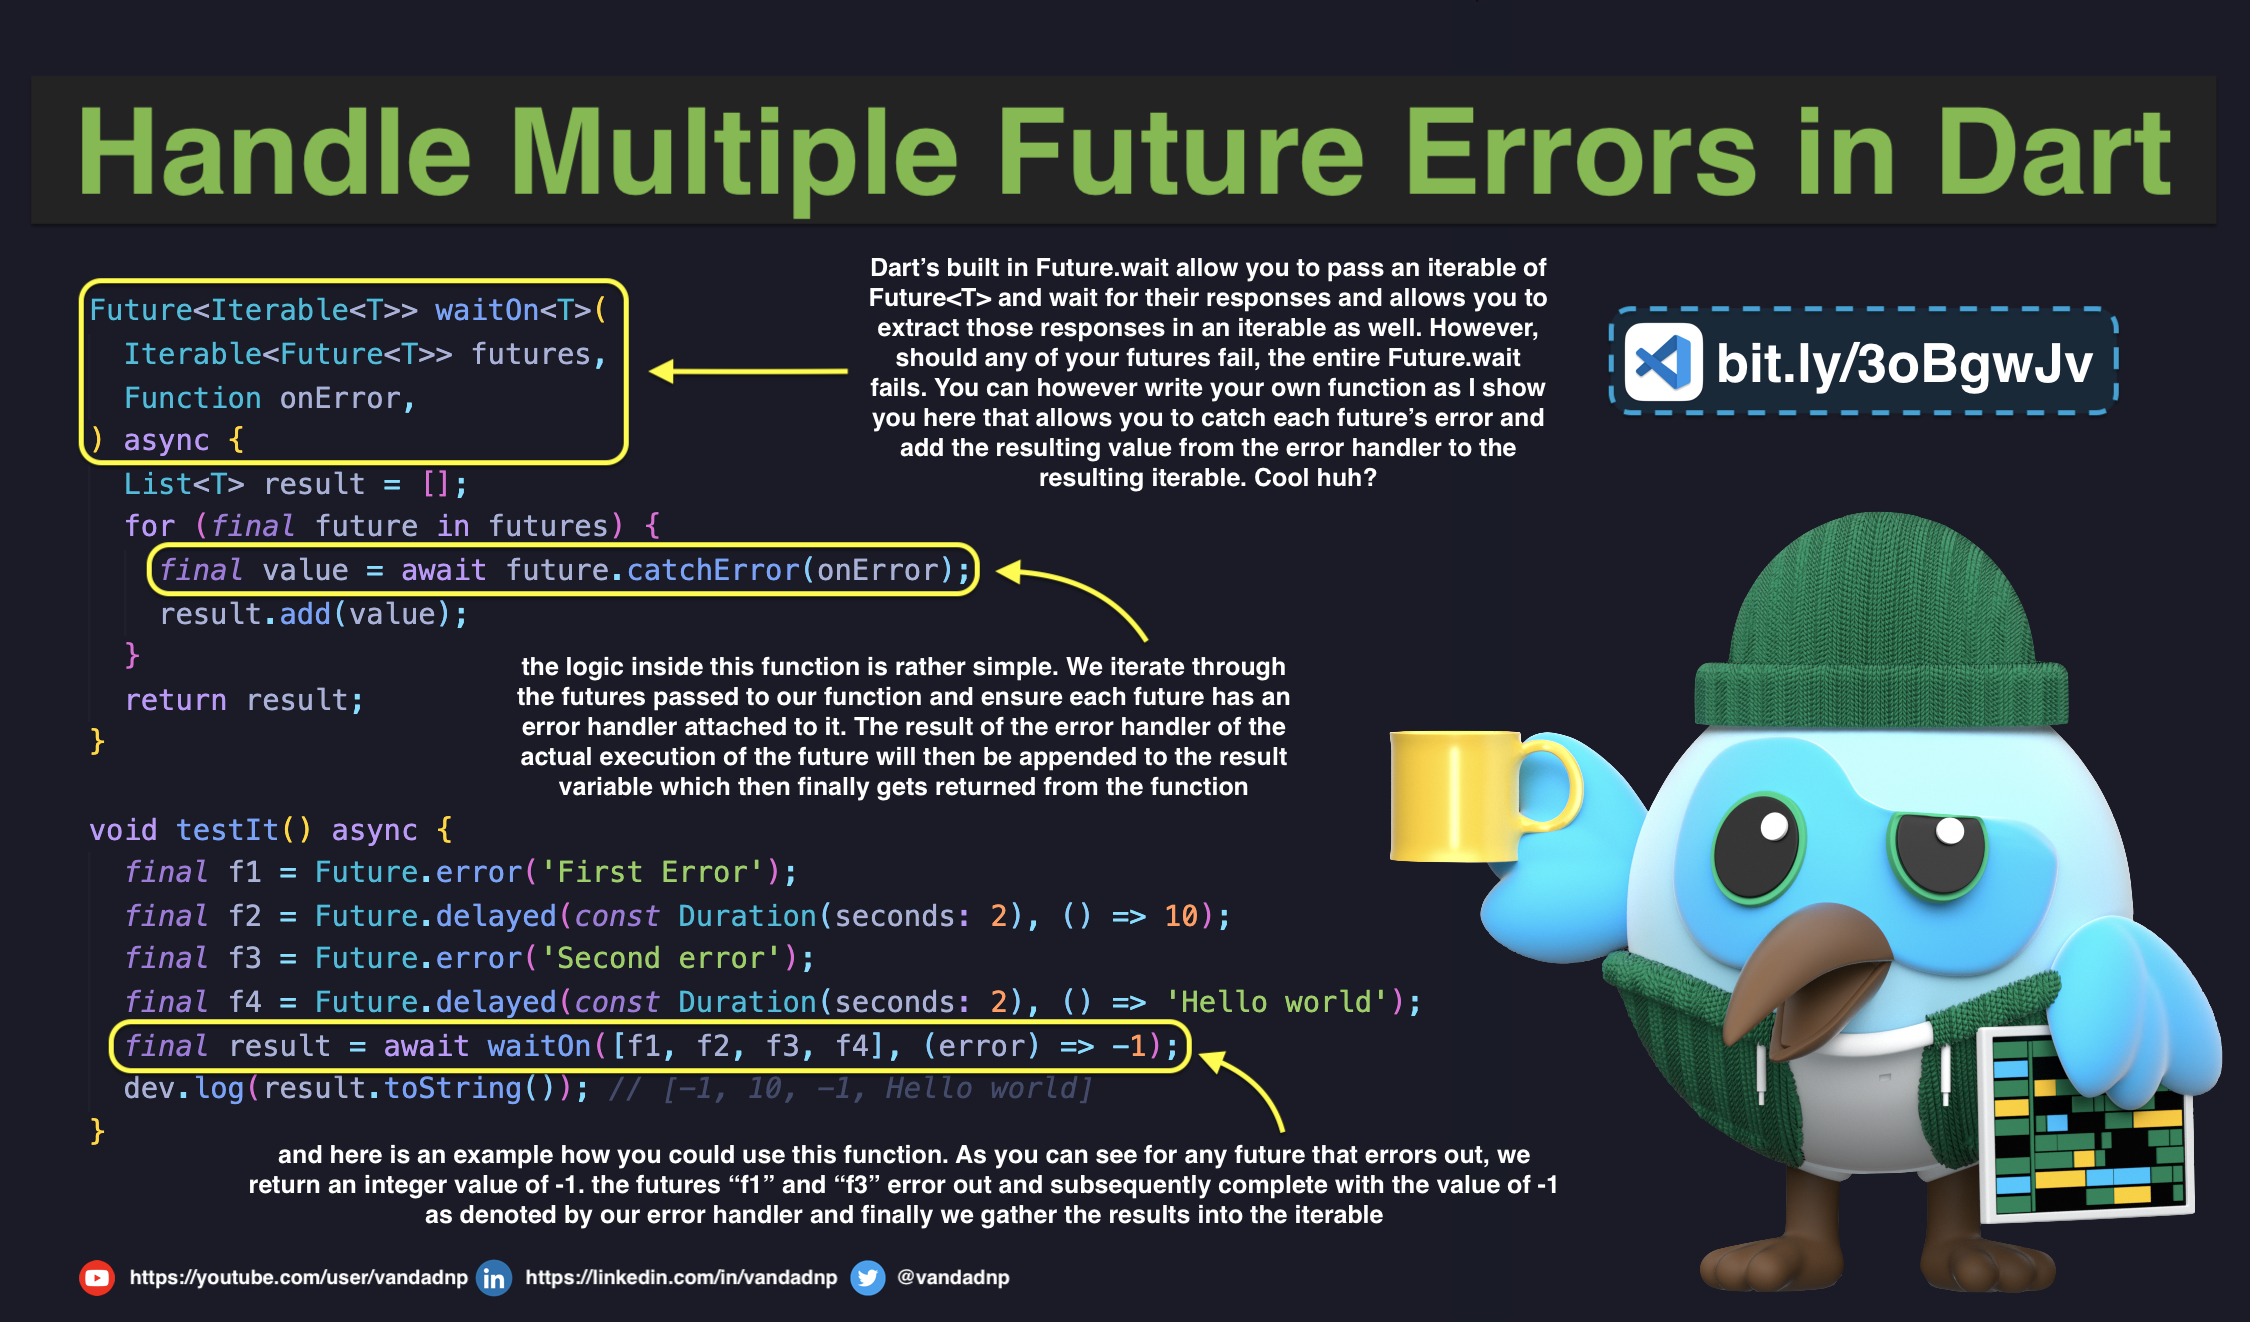 Handle Multiple Future Errors in Dart
Future<Iterable<T>> waitOn<T>(
Iterable<Future<T>> futures,
Function onError,
) async {
List<T> result = [];
for (final future in futures) {
final value = await future.catchError(onError);
result.add(value);
}
return result;
}
Dart’s built in Future.wait allow you to pass an iterable of
Future<T> and wait for their responses and allows you to
extract those responses in an iterable as well. However,
should any of your futures fail, the entire Future.wait
fails. You can however write your own function as I show
you here that allows you to catch each future’s error and
add the resulting value from the error handler to the
resulting iterable. Cool huh?
bit.ly/3oBgwJv
the logic inside this function is rather simple. We iterate through
the futures passed to our function and ensure each future has an
error handler attached to it. The result of the error handler of the
actual execution of the future will then be appended to the result
variable which then finally gets returned from the function
void testIt() async {
final f1 = Future.error('First Error');
final f2 = Future.delayed(const Duration(seconds: 2), () => 10);
final f3 = Future.error('Second error');
final f4 = Future.delayed(const Duration(seconds: 2), () => 'Hello world');
final result = await waitOn([f1, f2, f3, f4], (error) => -1);
dev.log(result.toString()); // [-1, 10, -1, Hello world]
}
and here is an example how you could use this function. As you can see for any future that errors out, we
return an integer value of -1. the futures “f1” and “f3” error out and subsequently complete with the value of -1
as denoted by our error handler and finally we gather the results into the iterable
https://youtube.com/user/vandadnp https://linkedin.com/in/vandadnp @vandadnp